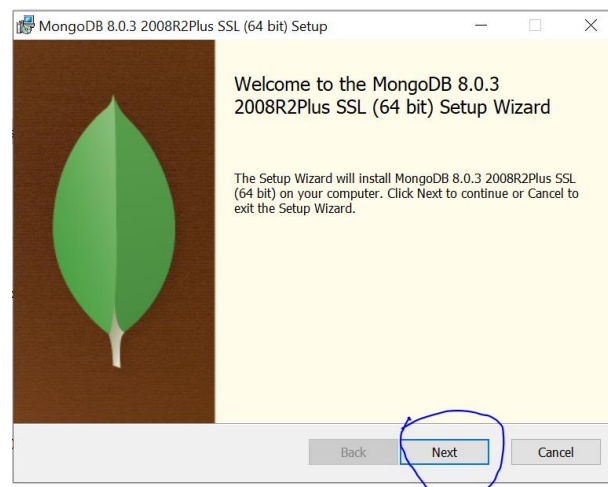 MongoDB 8.0.3 2008R2Plus SSL (64 bit) Setup
Welcome to the MongoDB 8.0.3
2008R2Plus SSL (64 bit) Setup Wizard
The Setup Wizard will install MongoDB 8.0.3 2008R2Plus SSL
(64 bit) on your computer. Click Next to continue or Cancel to
exit the Setup Wizard.
Back Next Cancel